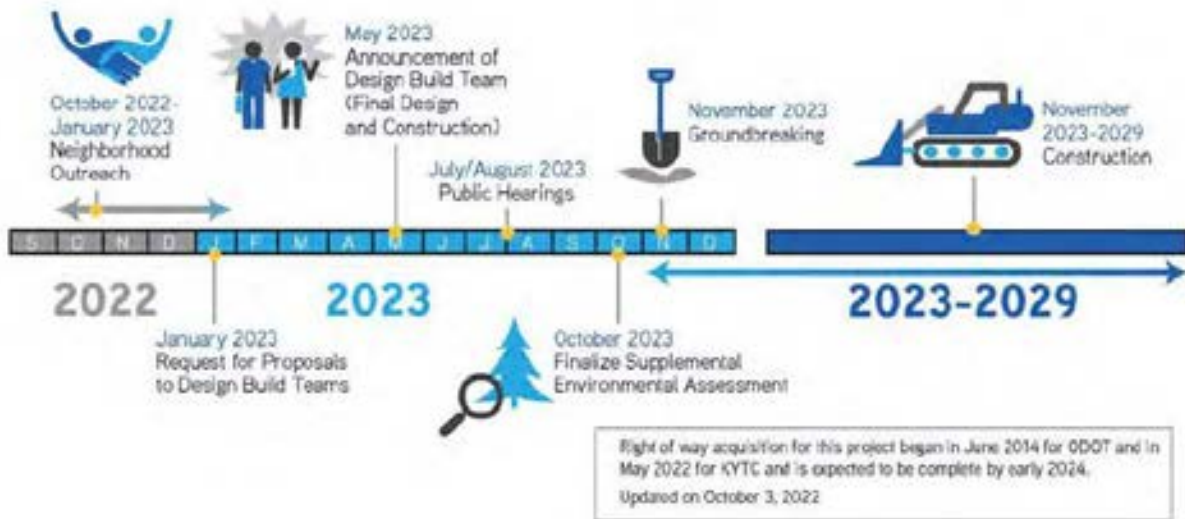 October 2022-
January 2023
Neighborhood
Outreach
May 2023
Announcement of
Design Build Team
(Final Design
and Construction)
July/August 2023
Public Hearings
November 2023
Groundbreaking
November
2023-2029
Construction
S O N D J F M A M J J A S O N D
2022
2023
2023-2029
January 2023
Request for Proposals
to Design Build Teams
October 2023
Finalize Supplemental
Environmental Assessment
Right of way acquisition for this project began in June 2014 for ODOT and in
May 2022 for KYTC and is expected to be complete by early 2024.
Updated on October 3, 2022